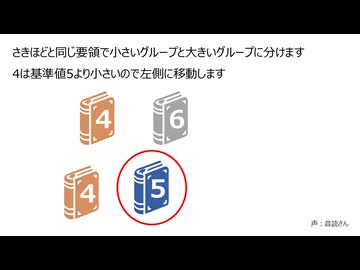 さきほどと同じ要領で小さいグループと大きいグループに分けます
4は基準値5より小さいので左側に移動します
4 6
4 5
声：音読さん